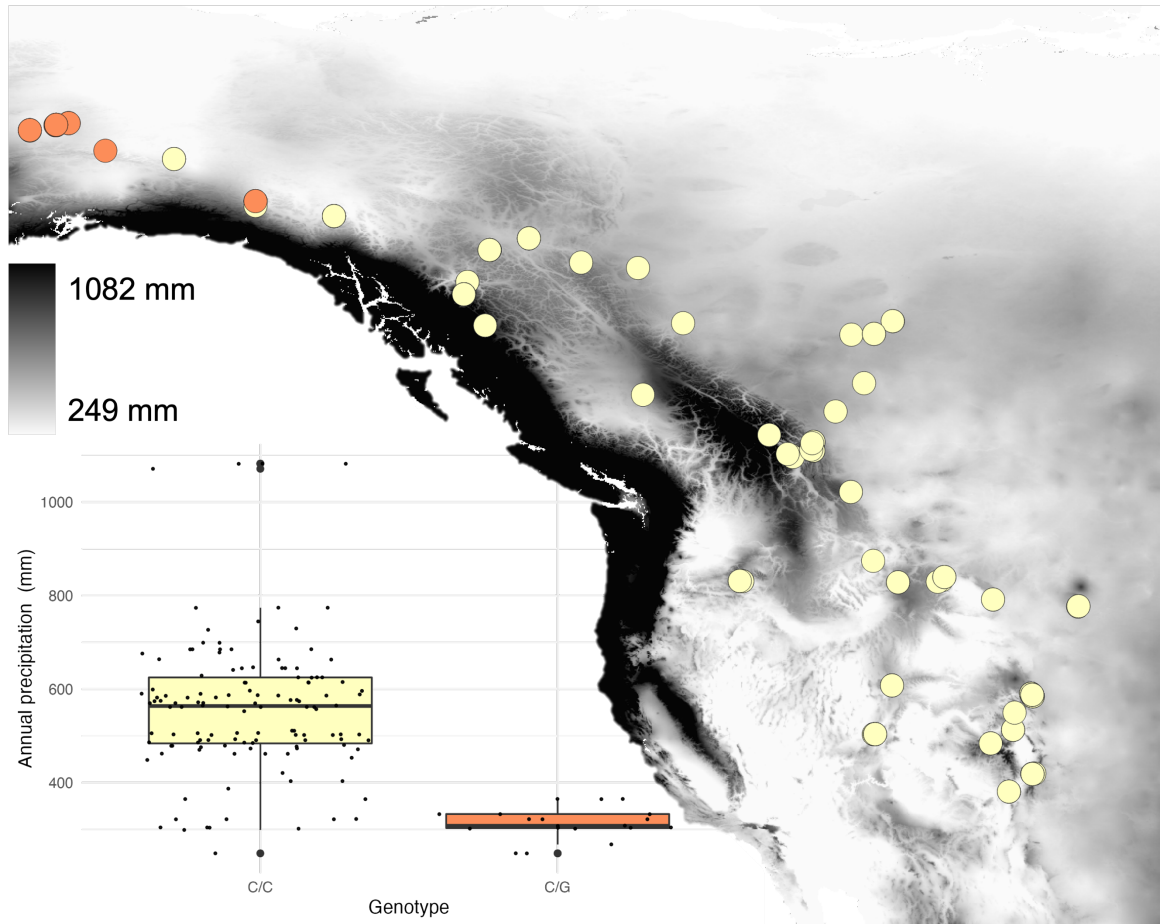 1082 mm
249 mm
1000
800
600
400
Annual precipitation (mm)
C/C
C/G
Genotype